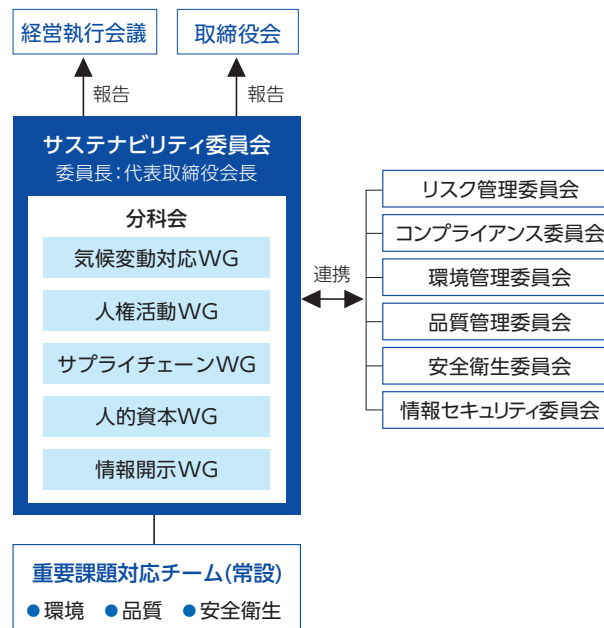 経営執行会議
取締役会
報告
報告
サステナビリティ委員会
委員長：代表取締役会長
分科会
気候変動対応WG
人権活動WG
サプライチェーンWG
人的資本WG
情報開示WG
連携
リスク管理委員会
コンプライアンス委員会
環境管理委員会
品質管理委員会
安全衛生委員会
情報セキュリティ委員会
重要課題対応チーム(常設)
●環境 ●品質 ●安全衛生